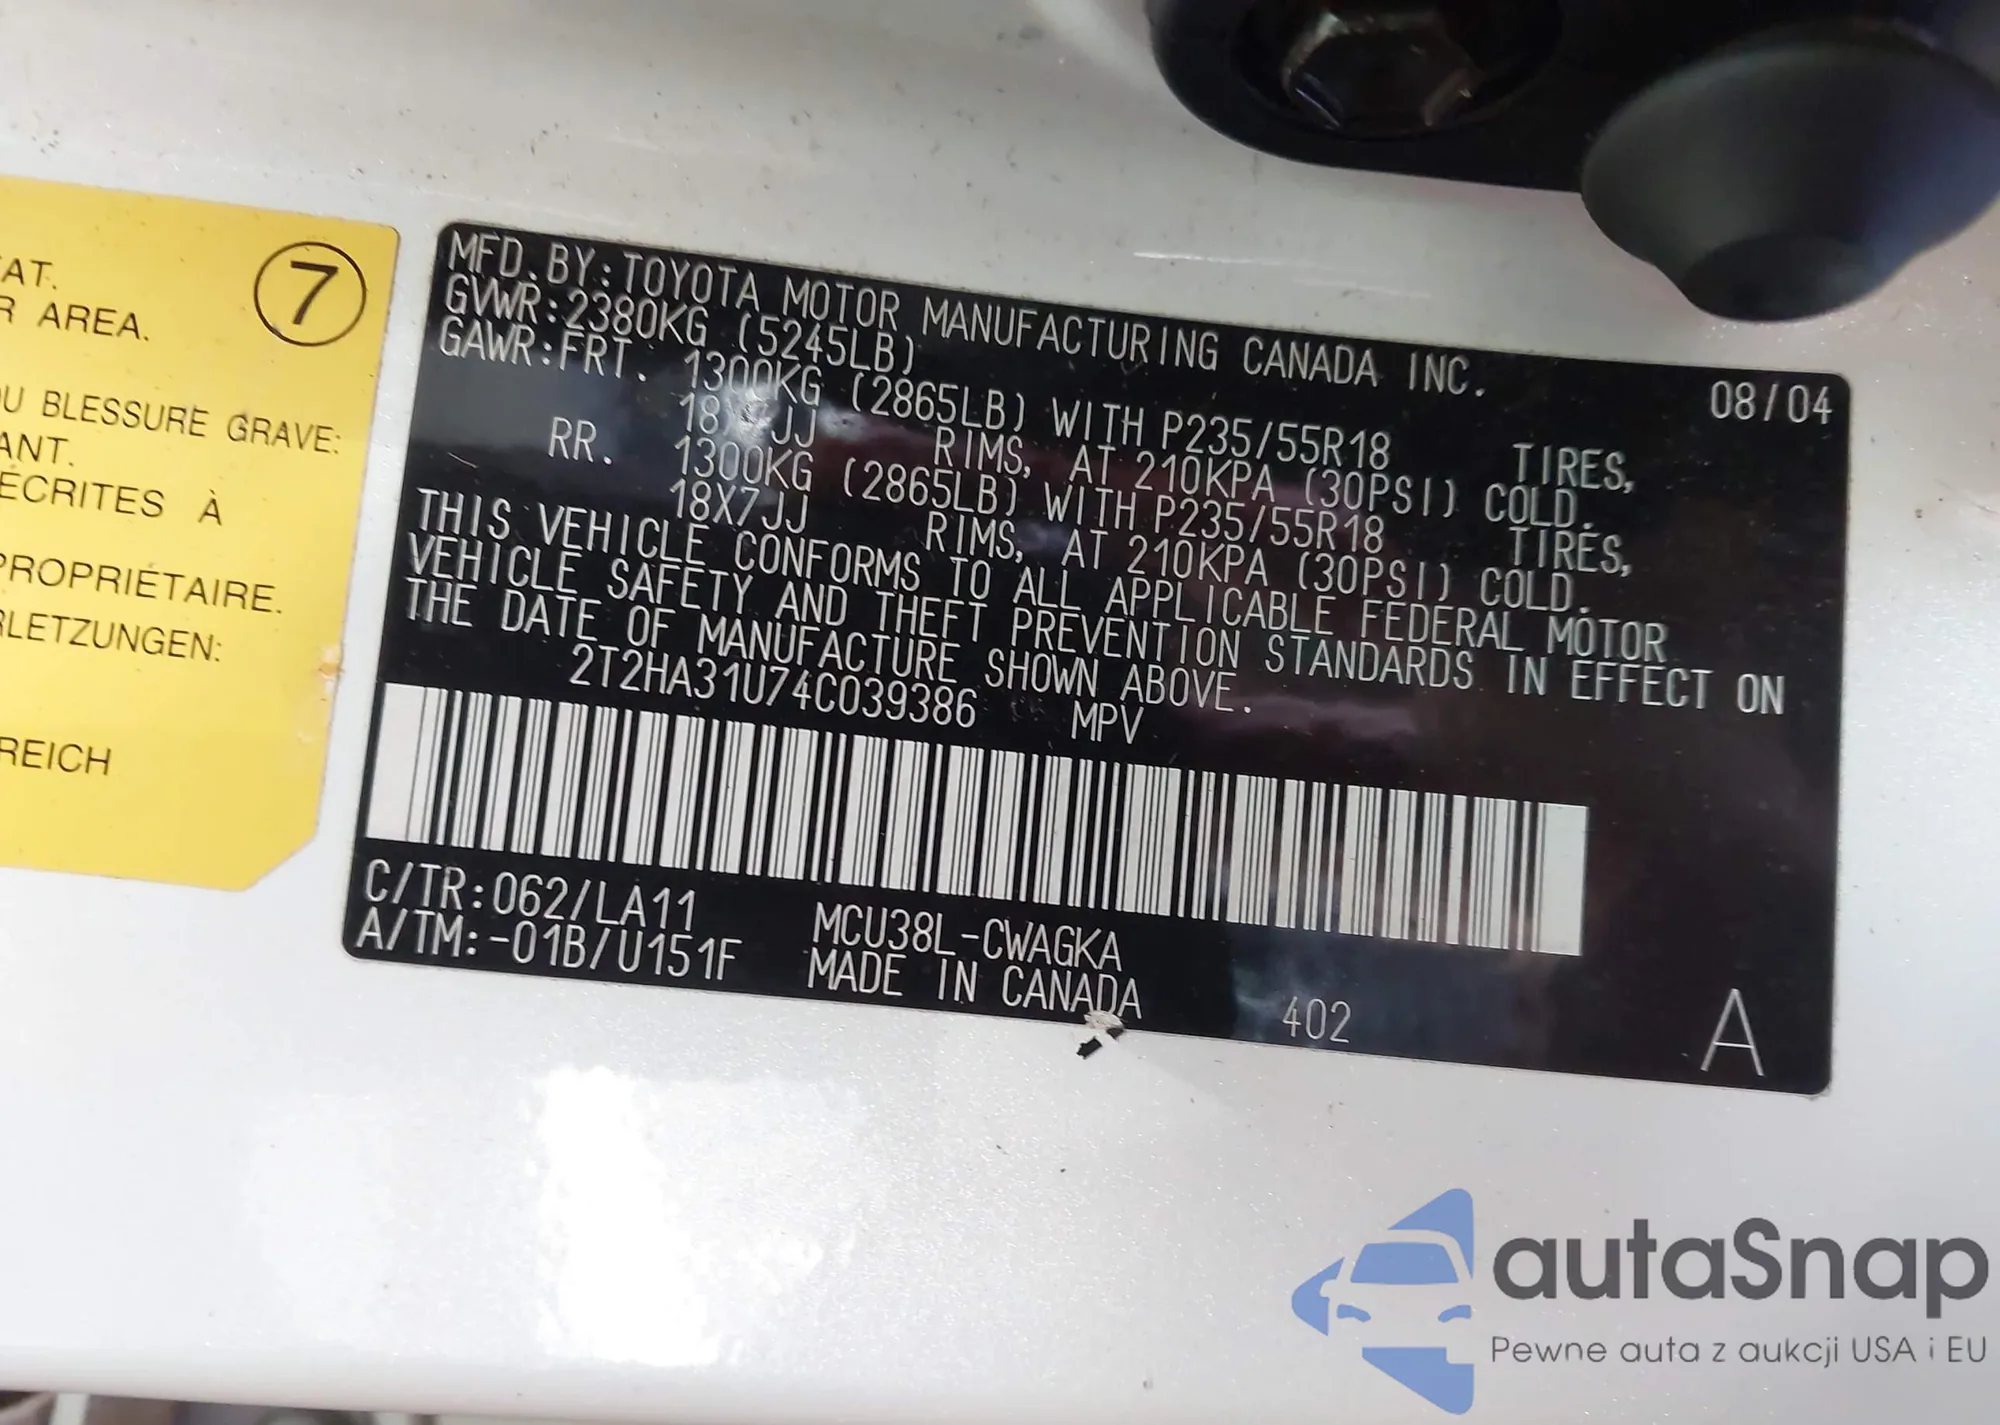 AT.
R AREA.
7
OU BLESSURE GRAVE:
ANT.
ÉCRITES À
PROPRIÉTAIRE.
RLETZUNGEN:
REICH
MFD.BY:TOYOTA MOTOR MANUFACTURING CANADA INC. 08/04
GVWR:2380KG (5245LB)
GAWR:FRT. 1300KG (2865LB) WITH P235/55R18 TIRES,
18X7JJ RIMS, AT 210KPA (30PSI) COLD.
RR. 1300KG (2865LB) WITH P235/55R18 TIRES,
18X7JJ RIMS, AT 210KPA (30PSI) COLD.
THIS VEHICLE CONFORMS TO ALL APPLICABLE FEDERAL MOTOR
VEHICLE SAFETY AND THEFT PREVENTION STANDARDS IN EFFECT ON
THE DATE OF MANUFACTURE SHOWN ABOVE.
2T2HA31U74C039386 MPV
C/TR:062/LA11 MCU38L-CWAGKA
A/TM:-01B/U151F MADE IN CANADA 402 A
autaSnap
Pewne auta z aukcji USA i EU